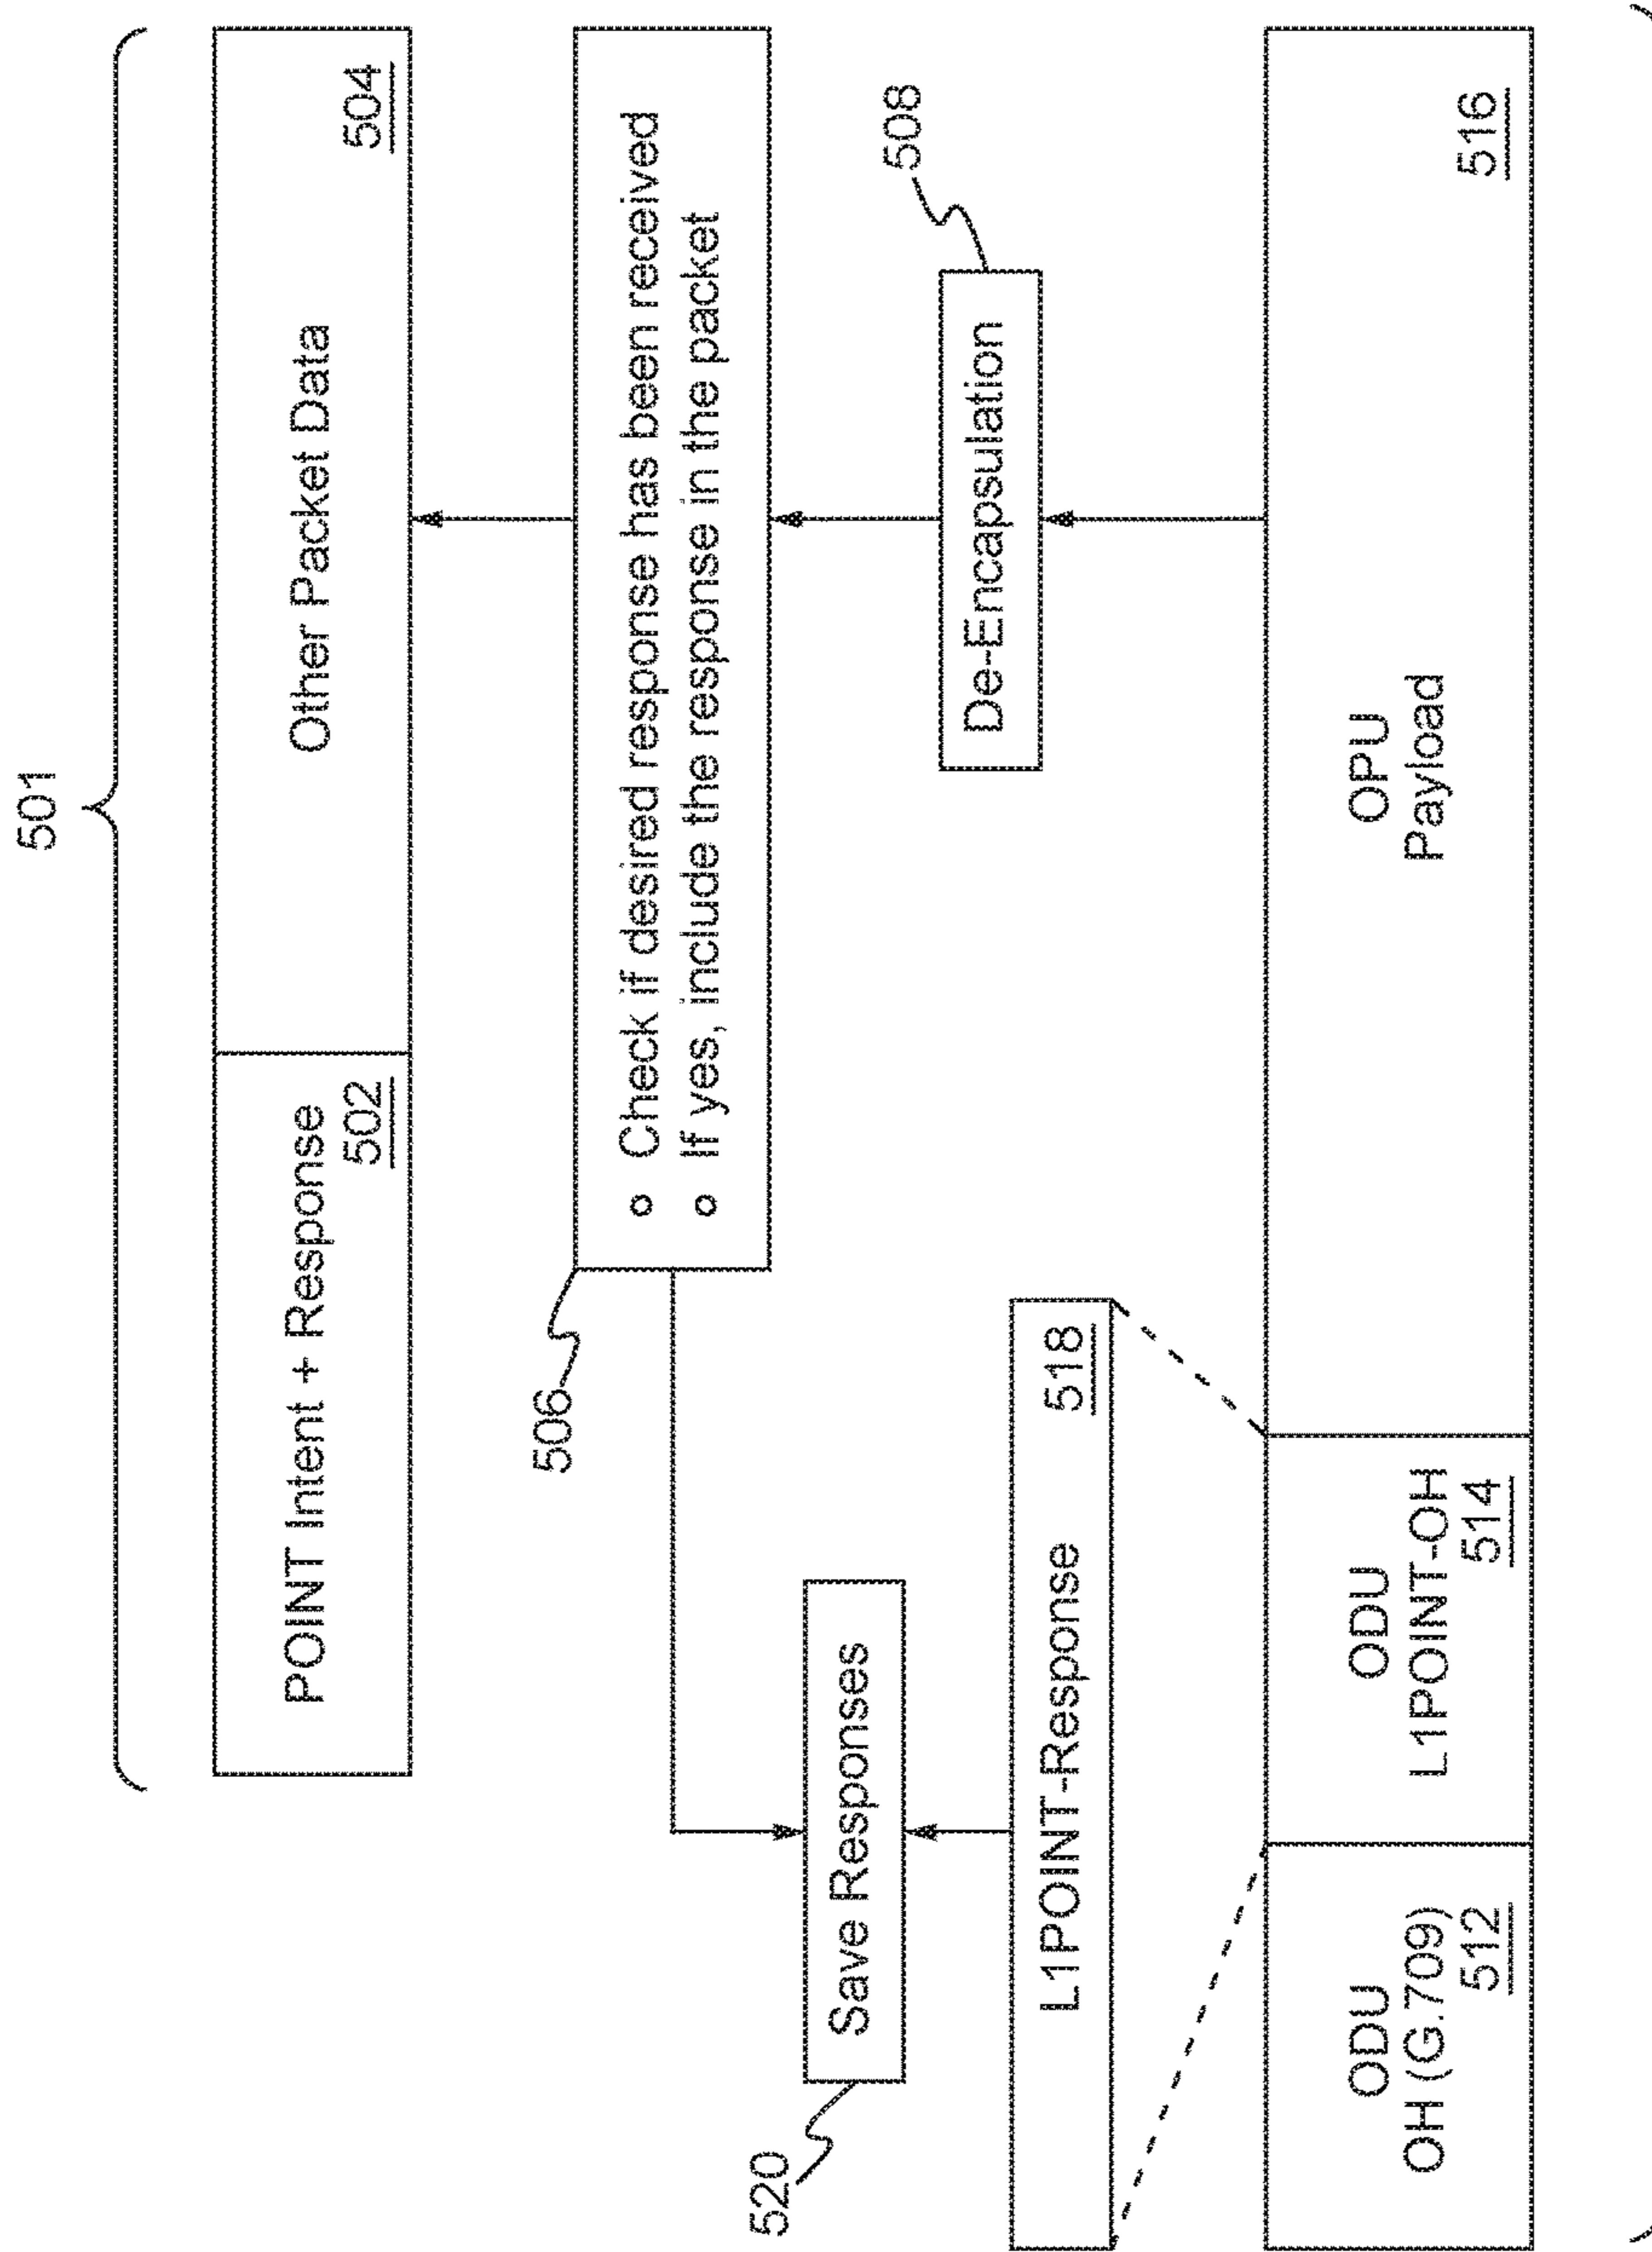 501
POINT Intent + Response
502
Other Packet Data
504
506
o Check if desired response has been received
o If yes, include the response in the packet
520
Save Responses
De-Encapsulation
508
L1POINT-Response
518
ODU
OH (G.709)
512
ODU
L1POINT-OH
514
OPU
Payload
516